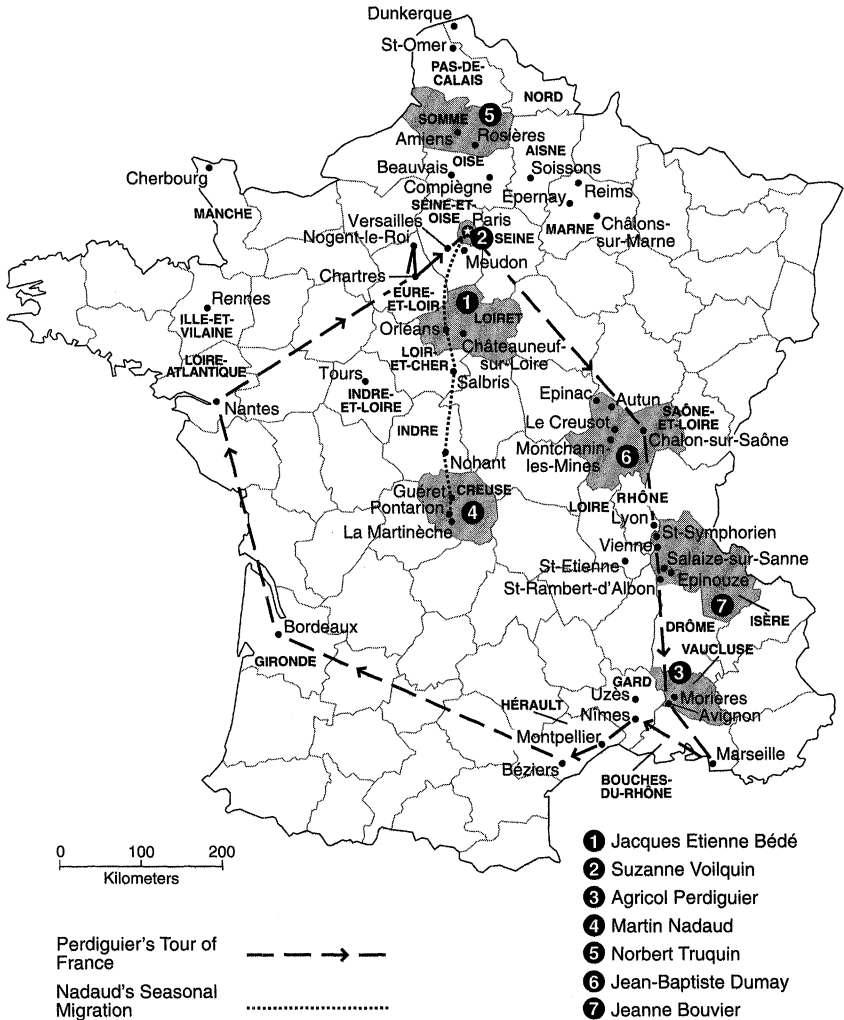 Dunkerque
St-Omer
PAS-DE-
CALAIS
NORD
5
SOMME
Amiens
Rosières
AISNE
OISE
Beauvais
Soissons
Compiègne
Reims
Cherbourg
Épernay
SEINE-ET-
OISE
MANCHE
Versailles
Paris
MARNE
Châlons-
sur-Marne
Nogent-le-Roi
2
SEINE
Meudon
Chartres
EURE-
ET-LOIR
1
Rennes
LOIRET
ILLE-ET-
VILAINE
Orléans
Châteauneuf-
sur-Loire
LOIR-
ET-CHER
LOIRE-
ATLANTIQUE
Tours
Salbris
INDRE-
ET-LOIRE
Nantes
Epinac
Autun
SAÔNE-
ET-LOIRE
Le Creusot
Chalon-sur-Saône
INDRE
Montchanin-
les-Mines
6
Nohant
Guéret
CREUSE
Pontarion
4
La Martinèche
LOIRE
RHÔNE
Lyon
St-Symphorien
Vienne
Salaize-sur-Sanne
St-Etienne
Epinouze
St-Rambert-d'Albon
7
ISÈRE
DRÔME
Bordeaux
VAUCLUSE
GIRONDE
3
GARD
Uzès
Morières
HÉRAULT
Avignon
Nîmes
Montpellier
Marseille
Béziers
BOUCHES-
DU-RHÔNE
0 100 200
Kilometers
1 Jacques Etienne Bédé
2 Suzanne Voilquin
3 Agricol Perdiguier
4 Martin Nadaud
5 Norbert Truquin
6 Jean-Baptiste Dumay
7 Jeanne Bouvier
Perdiguier's Tour of
France
Nadaud's Seasonal
Migration